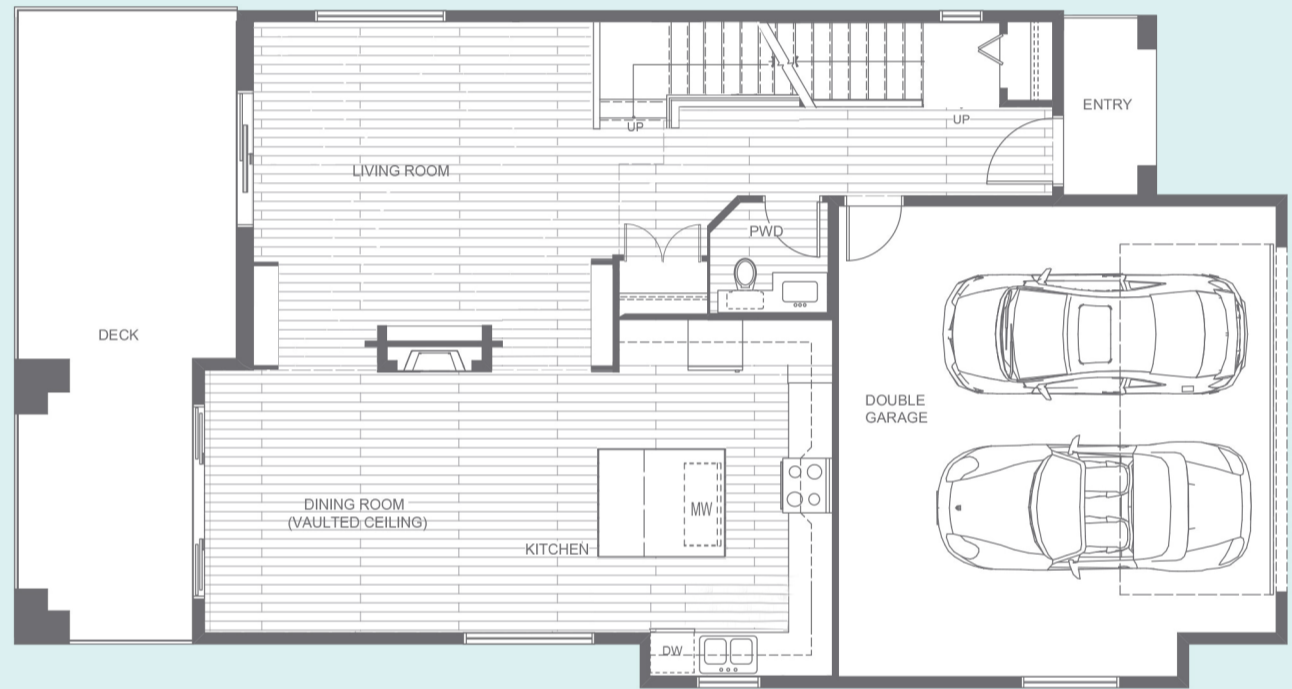 ENTRY
UP
UP
LIVING ROOM
PWD
DECK
DOUBLE
GARAGE
DINING ROOM
(VAULTED CEILING)
MW
KITCHEN
DW